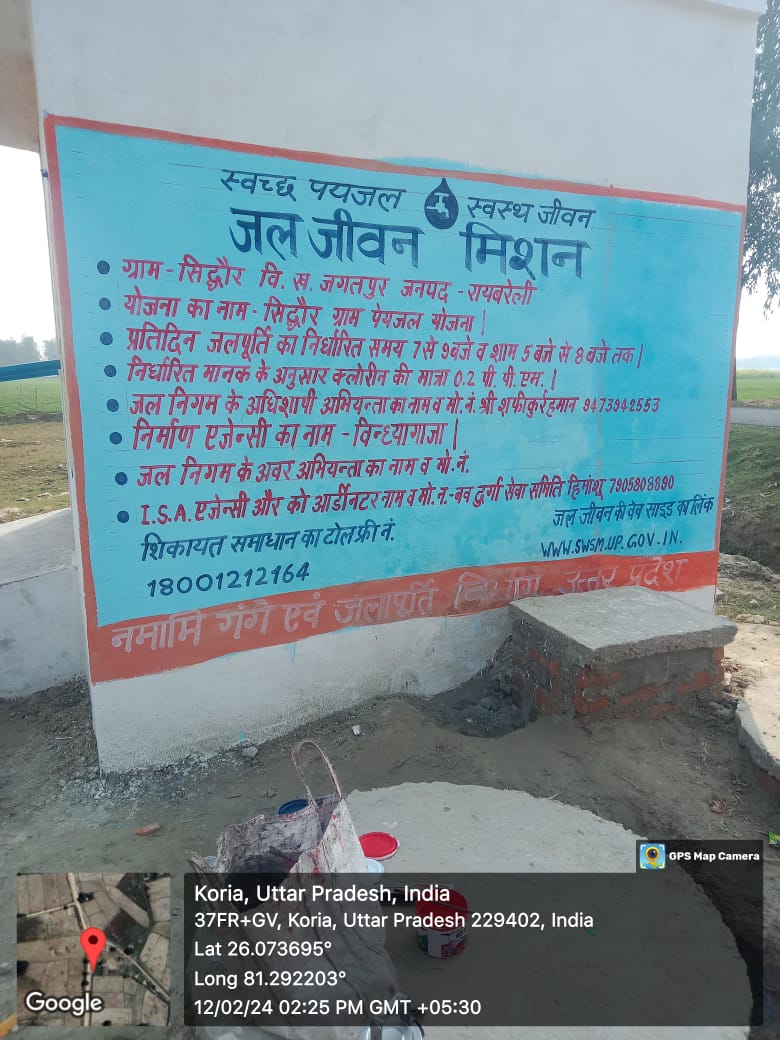 स्वच्छ पयजल स्वस्थ जीवन
जल जीवन मिशन
• ग्राम - सिद्धौर वि. ख. जगतपुर जनपद - रायबरेली
• योजना का नाम - सिद्धौर ग्राम पेयजल योजना |
• प्रतिदिन जलपूर्ति का निर्धारित समय 7 से 9 बजे व शाम 5 बजे से 8 बजे तक |
• निर्धारित मानक के अनुसार क्लोरीन की मात्रा 0.2 पी. पी. एम. |
• जल निगम के अधिशाषी अभियन्ता का नाम व मो. नं. श्री शफीकुर्रहमान 9473942553
• निर्माण एजेन्सी का नाम - विन्ध्यागाजा |
• जल निगम के अवर अभियन्ता का नाम व मो. नं.
• I.S.A. एजेन्सी और को आर्डीनटर नाम व मो. न. - नव दुर्गा सेवा समिति हिमांशू 7905808890
शिकायत समाधान का टोल फ्री नं.
18001212164
जल जीवन की वेव साइड का लिंक
WWW.SWSM.UP.GOV.IN.
नमामि गंगे एवं जलापूर्ति विभाग उत्तर प्रदेश
GPS Map Camera
Koria, Uttar Pradesh, India
37FR+GV, Koria, Uttar Pradesh 229402, India
Lat 26.073695°
Long 81.292203°
12/02/24 02:25 PM GMT +05:30
Google